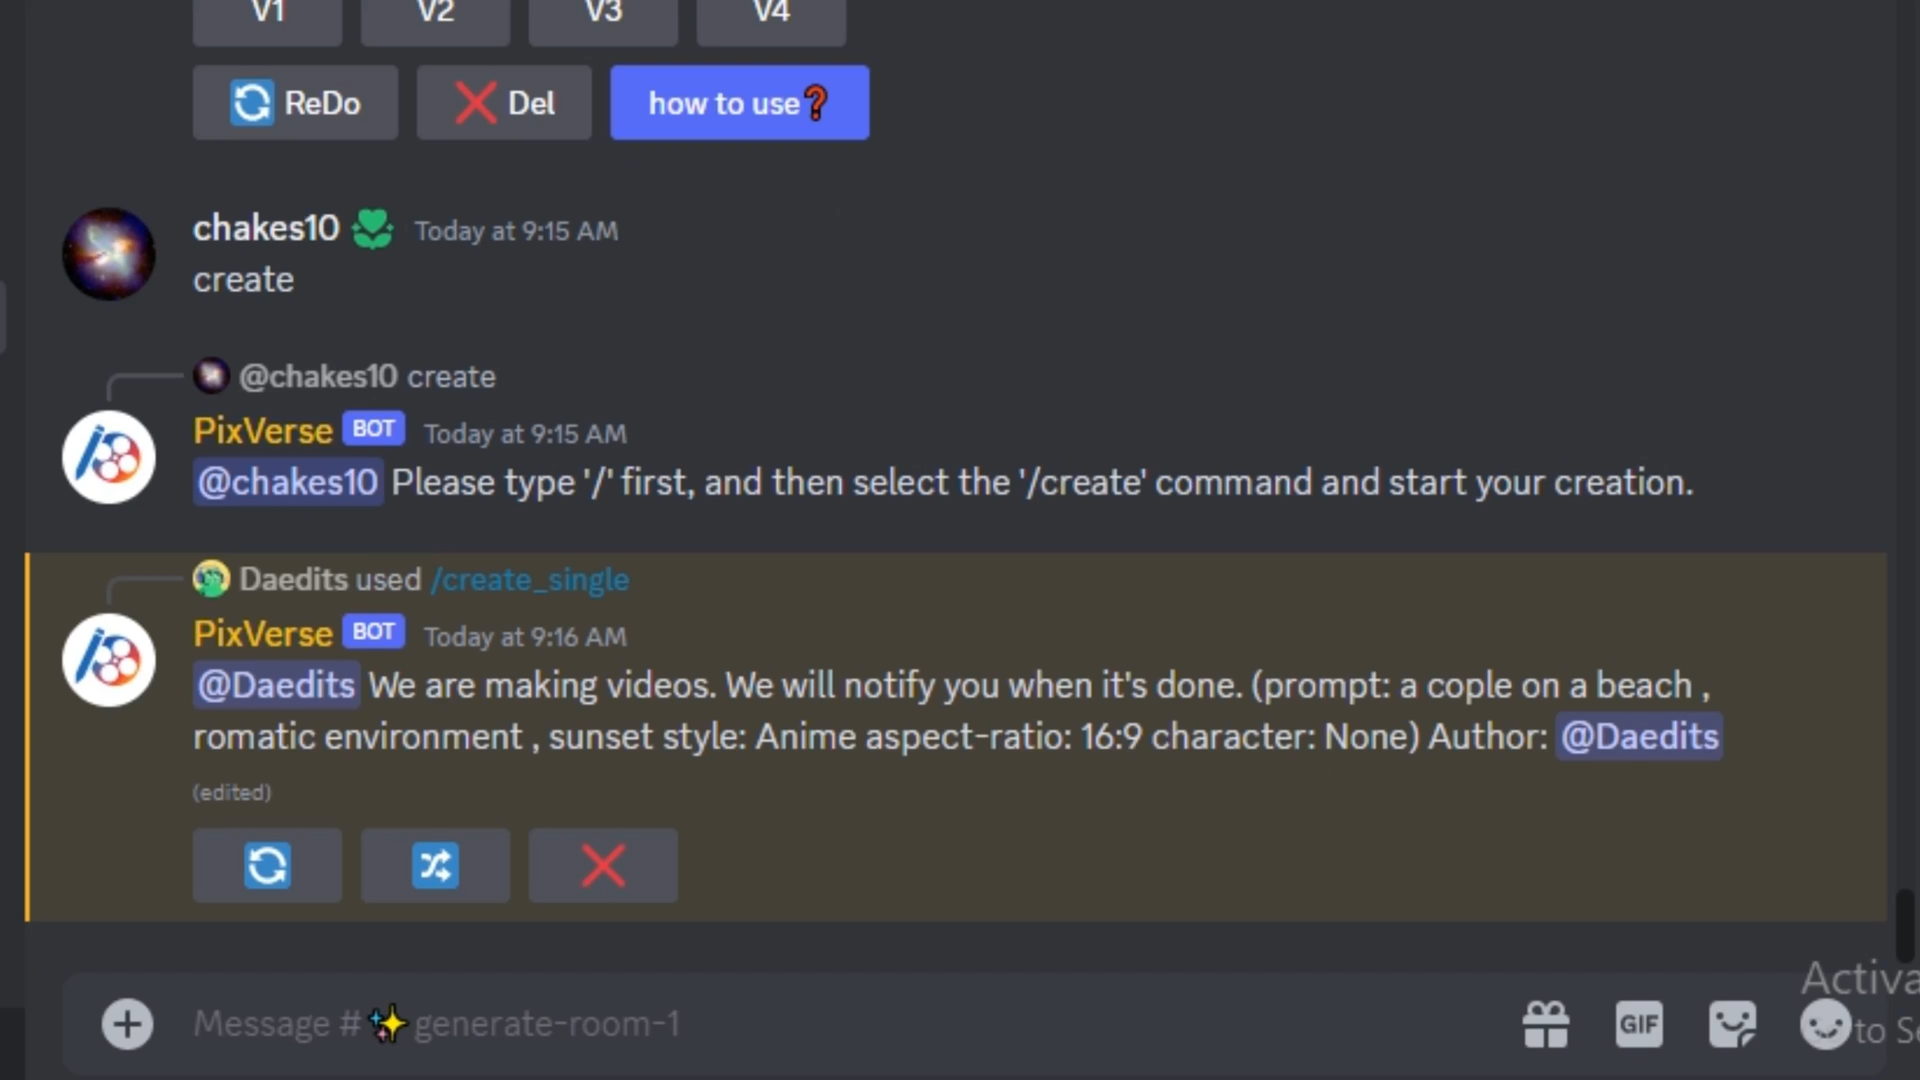 V1 V2 V3 V4
ReDo Del how to use❓
chakes10 Today at 9:15 AM
create
@chakes10 create
PixVerse BOT Today at 9:15 AM
@chakes10 Please type '/' first, and then select the '/create' command and start your creation.
Daedits used /create_single
PixVerse BOT Today at 9:16 AM
@Daedits We are making videos. We will notify you when it's done. (prompt: a cople on a beach ,
romatic environment , sunset style: Anime aspect-ratio: 16:9 character: None) Author: @Daedits
(edited)
Activa
Message #✨generate-room-1 GIF
to Se